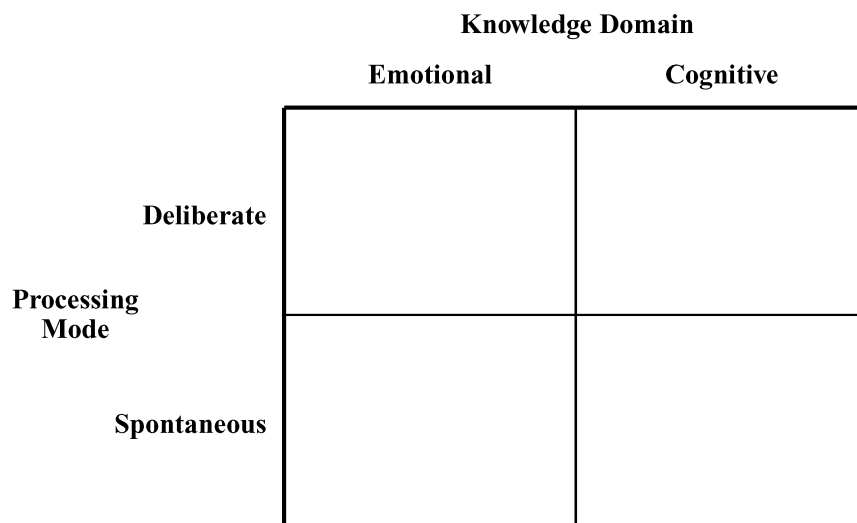 Knowledge Domain
Emotional Cognitive
Deliberate
Processing
Mode
Spontaneous